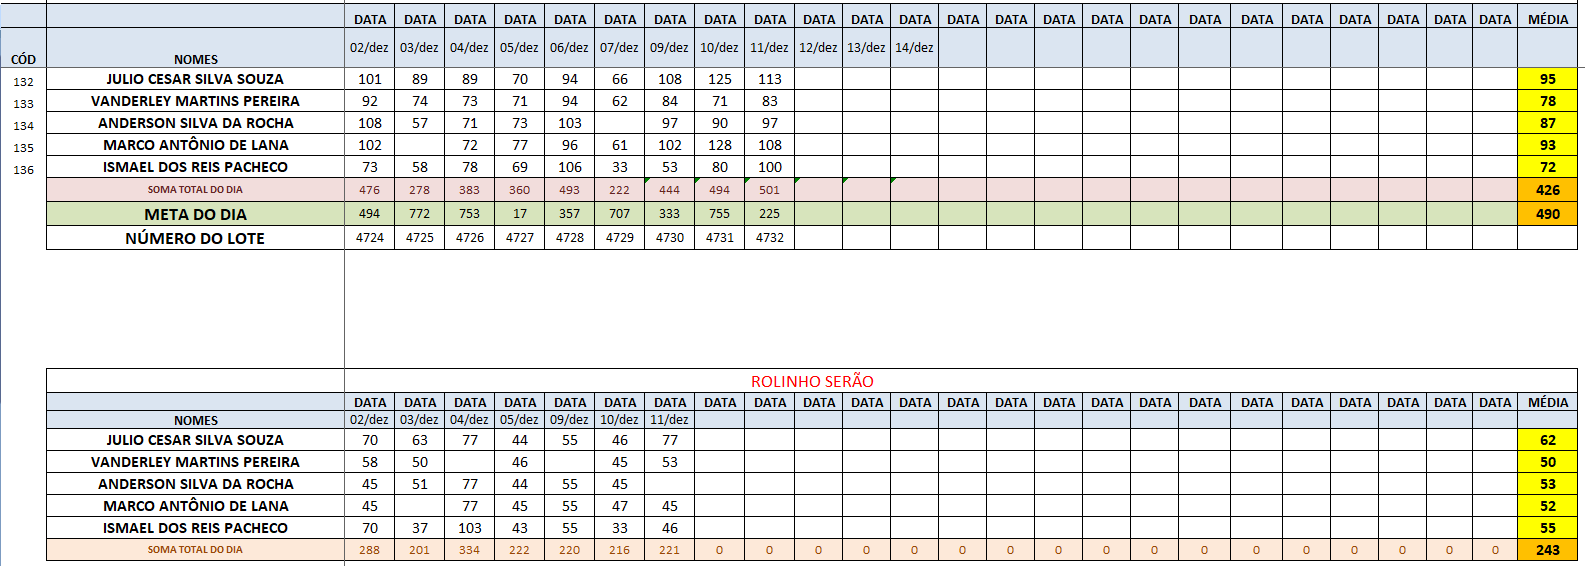 DATA DATA DATA DATA DATA DATA DATA DATA DATA DATA DATA DATA DATA DATA DATA DATA DATA DATA DATA DATA DATA DATA DATA DATA MÉDIA
CÓD NOMES 02/dez 03/dez 04/dez 05/dez 06/dez 07/dez 09/dez 10/dez 11/dez 12/dez 13/dez 14/dez
132 JULIO CESAR SILVA SOUZA 101 89 89 70 94 66 108 125 113 95
133 VANDERLEY MARTINS PEREIRA 92 74 73 71 94 62 84 71 83 78
134 ANDERSON SILVA DA ROCHA 108 57 71 73 103 97 90 97 87
135 MARCO ANTÔNIO DE LANA 102 72 77 96 61 102 128 108 93
136 ISMAEL DOS REIS PACHECO 73 58 78 69 106 33 53 80 100 72
SOMA TOTAL DO DIA 476 278 383 360 493 222 444 494 501 426
META DO DIA 494 772 753 17 357 707 333 755 225 490
NÚMERO DO LOTE 4724 4725 4726 4727 4728 4729 4730 4731 4732
ROLINHO SERÃO
DATA DATA DATA DATA DATA DATA DATA DATA DATA DATA DATA DATA DATA DATA DATA DATA DATA DATA DATA DATA DATA DATA DATA DATA MÉDIA
NOMES 02/dez 03/dez 04/dez 05/dez 09/dez 10/dez 11/dez
JULIO CESAR SILVA SOUZA 70 63 77 44 55 46 77 62
VANDERLEY MARTINS PEREIRA 58 50 46 45 53 50
ANDERSON SILVA DA ROCHA 45 51 77 44 55 45 53
MARCO ANTÔNIO DE LANA 45 77 45 55 47 45 52
ISMAEL DOS REIS PACHECO 70 37 103 43 55 33 46 55
SOMA TOTAL DO DIA 288 201 334 222 220 216 221 0 0 0 0 0 0 0 0 0 0 0 0 0 0 0 0 0 243